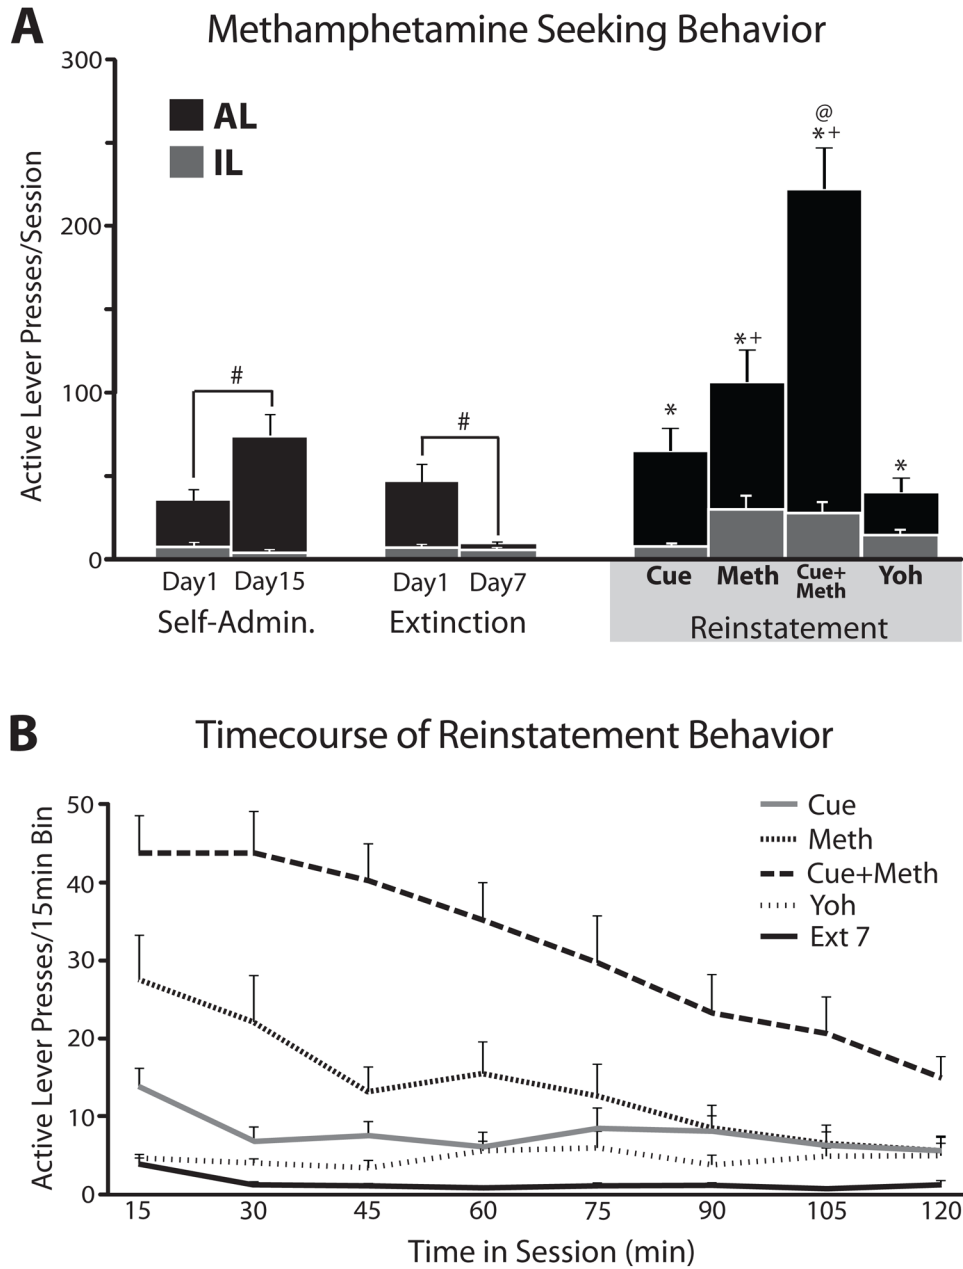 A
Methamphetamine Seeking Behavior
Active Lever Presses/Session
300
200
100
0
AL
IL
#
#
*
*+
@
*+
*
Day1 Day15
Self-Admin.
Day1 Day7
Extinction
Cue
Meth
Cue+
Meth
Yoh
Reinstatement
B
Timecourse of Reinstatement Behavior
Active Lever Presses/15min Bin
50
40
30
20
10
0
Cue
Meth
Cue+Meth
Yoh
Ext 7
15 30 45 60 75 90 105 120
Time in Session (min)